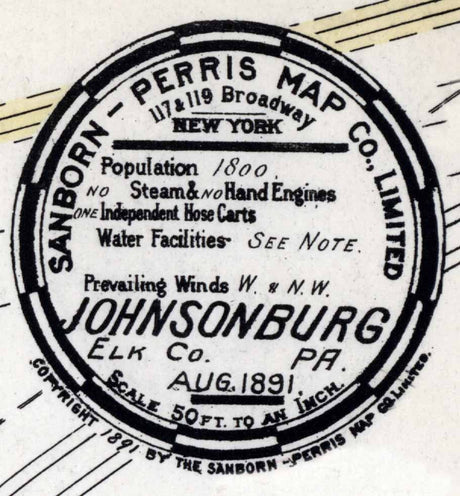 SANBORN - PERRIS MAP CO., LIMITED
117 & 119 Broadway
NEW YORK
Population 1800.
NO Steam & NO Hand Engines
ONE Independent Hose Carts
Water Facilities - SEE NOTE.
Prevailing Winds W. & N.W.
JOHNSONBURG
ELK Co. PA.
AUG. 1891
SCALE 50 FT. TO AN INCH.
COPYRIGHT 1891 BY THE SANBORN-PERRIS MAP CO. LIMITED.